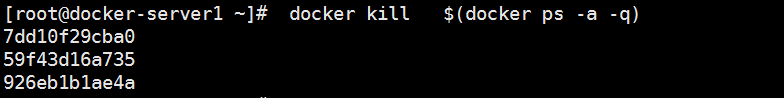 [root@docker-server1 ~]#  docker kill   $(docker ps -a -q)
7dd10f29cba0
59f43d16a735
926eb1b1ae4a